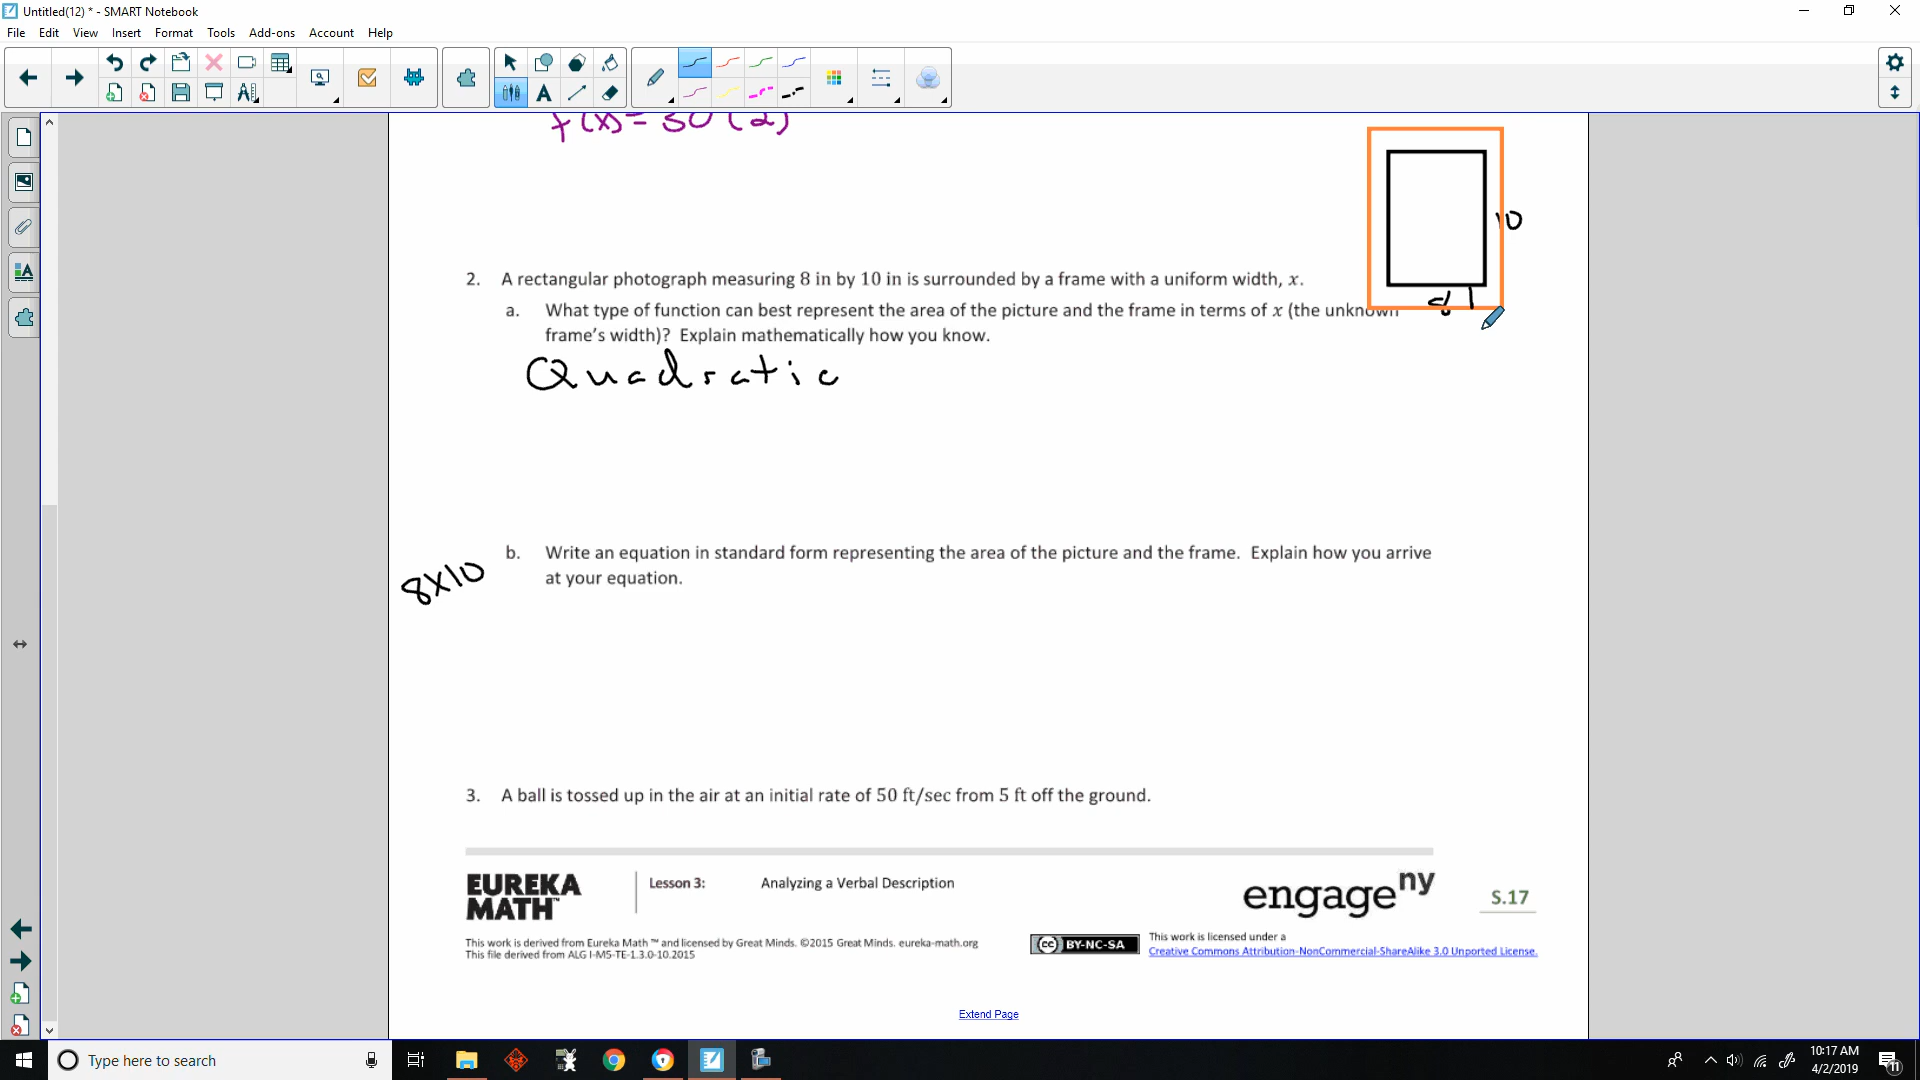 Untitled(12) * - SMART Notebook
File Edit View Insert Format Tools Add-ons Account Help
f(x)= 50(2)
10
8
2. A rectangular photograph measuring 8 in by 10 in is surrounded by a frame with a uniform width, x.
a. What type of function can best represent the area of the picture and the frame in terms of x (the unknown
frame's width)? Explain mathematically how you know.
Quadratic
b. Write an equation in standard form representing the area of the picture and the frame. Explain how you arrive
at your equation.
8x10
3. A ball is tossed up in the air at an initial rate of 50 ft/sec from 5 ft off the ground.
EUREKA
MATH™
Lesson 3: Analyzing a Verbal Description
engage ny
S.17
This work is derived from Eureka Math ™ and licensed by Great Minds. ©2015 Great Minds. eureka-math.org
This file derived from ALG I-M5-TE-1.3.0-10.2015
cc BY-NC-SA
This work is licensed under a
Creative Commons Attribution-NonCommercial-ShareAlike 3.0 Unported License.
Extend Page
Type here to search
10:17 AM
4/2/2019
11